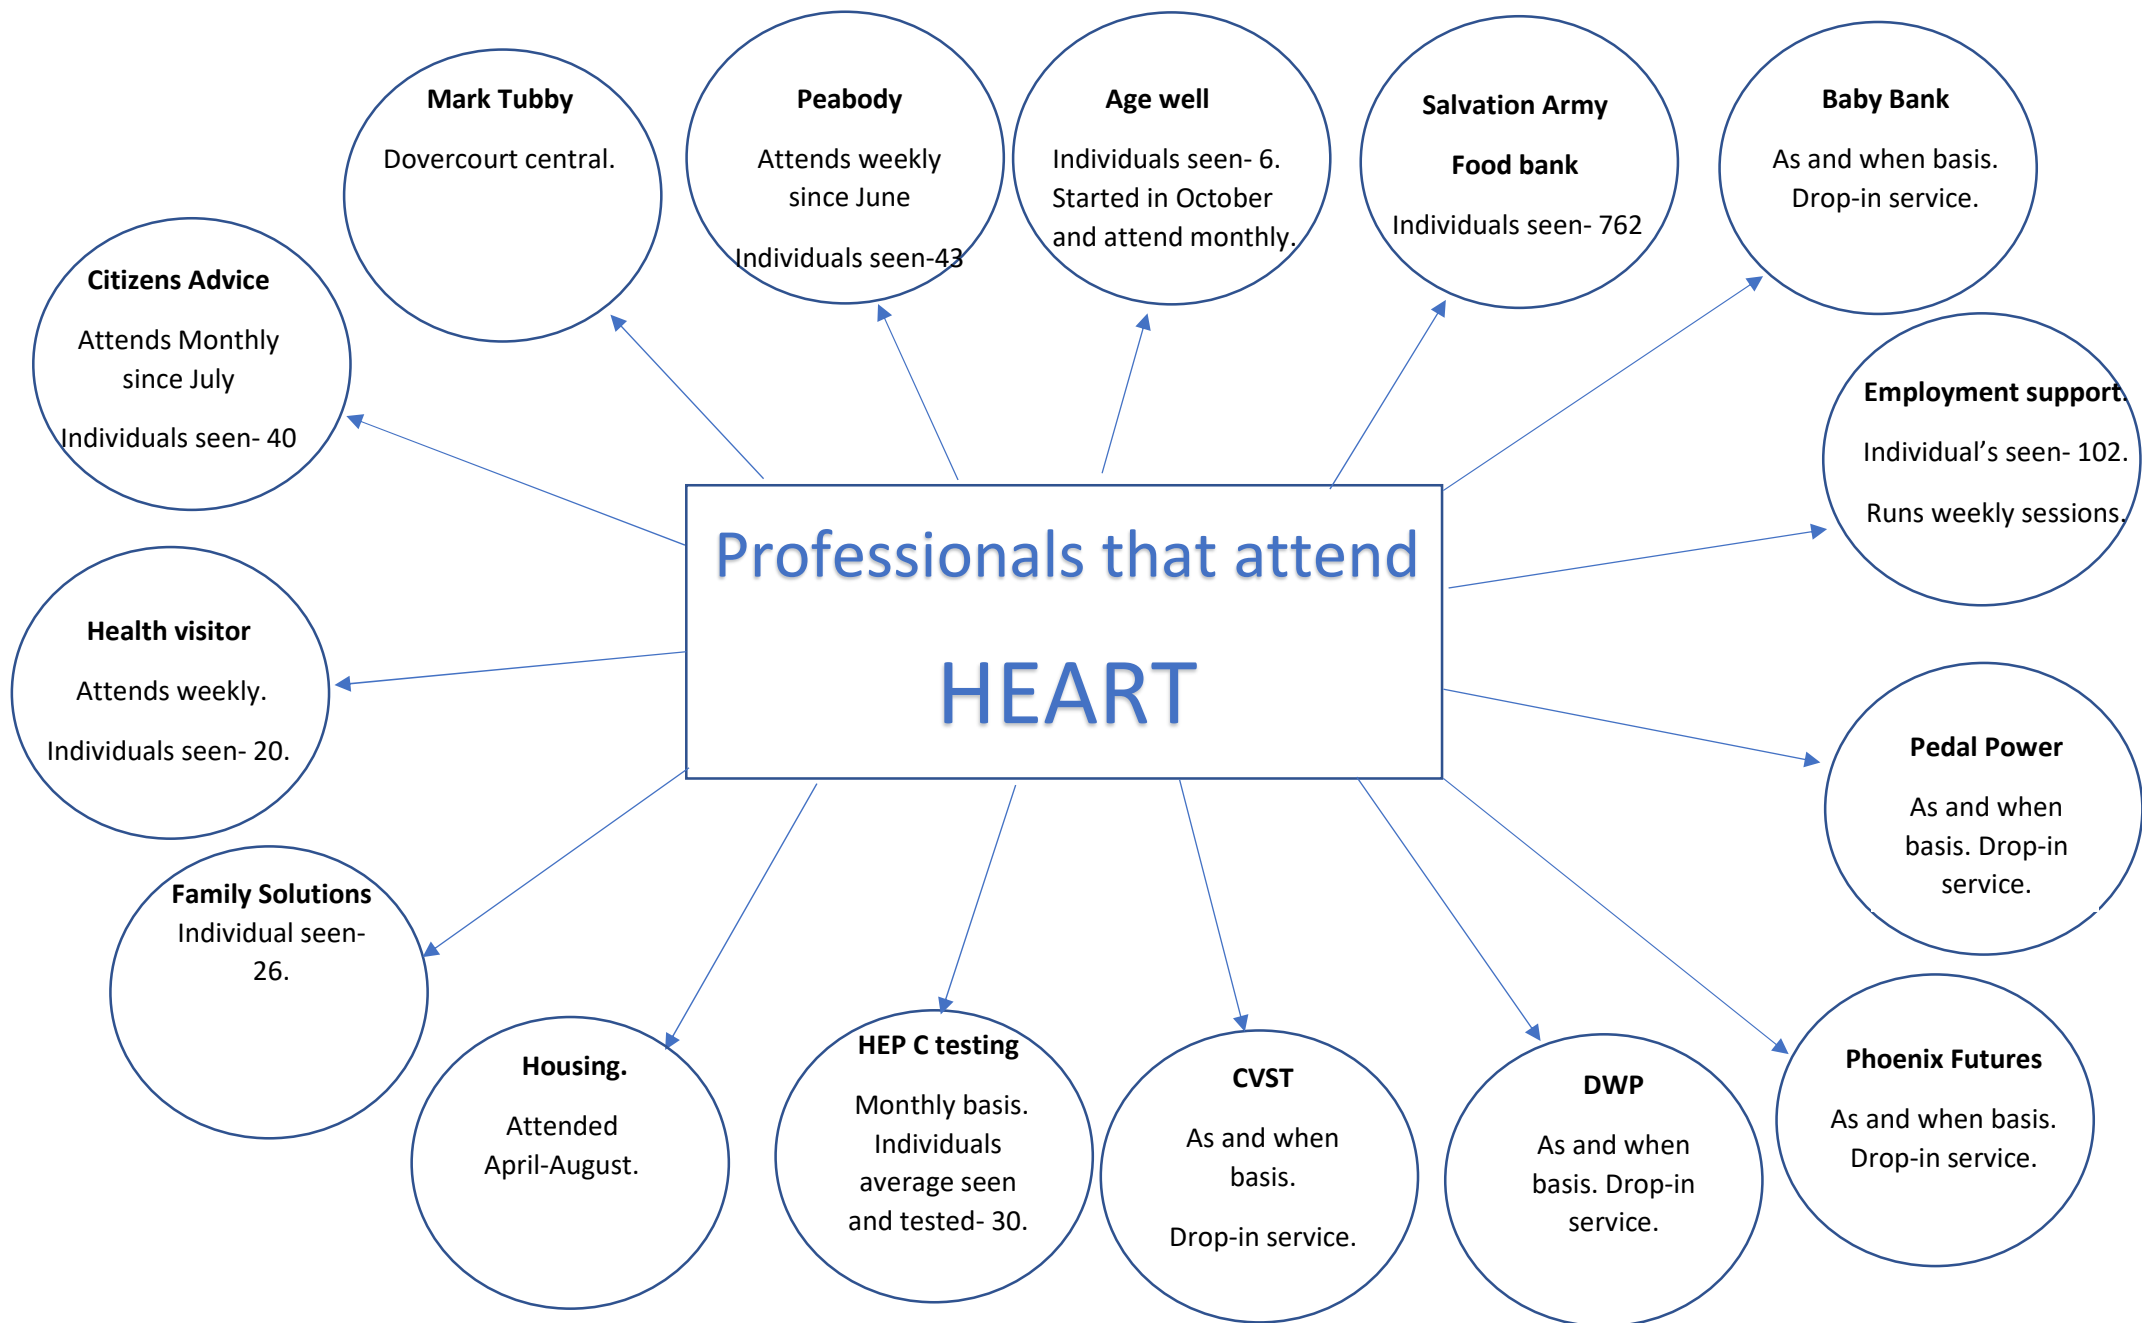 Mark Tubby
Dovercourt central.
Peabody
Attends weekly
since June
Individuals seen-43
Age well
Individuals seen- 6.
Started in October
and attend monthly.
Salvation Army
Food bank
Individuals seen- 762
Baby Bank
As and when basis.
Drop-in service.
Citizens Advice
Attends Monthly
since July
Individuals seen- 40
Employment support.
Individual’s seen- 102.
Runs weekly sessions.
Professionals that attend
HEART
Health visitor
Attends weekly.
Individuals seen- 20.
Pedal Power
As and when
basis. Drop-in
service.
Family Solutions
Individual seen-
26.
Housing.
Attended
April-August.
HEP C testing
Monthly basis.
Individuals
average seen
and tested- 30.
CVST
As and when
basis.
Drop-in service.
DWP
As and when
basis. Drop-in
service.
Phoenix Futures
As and when basis.
Drop-in service.